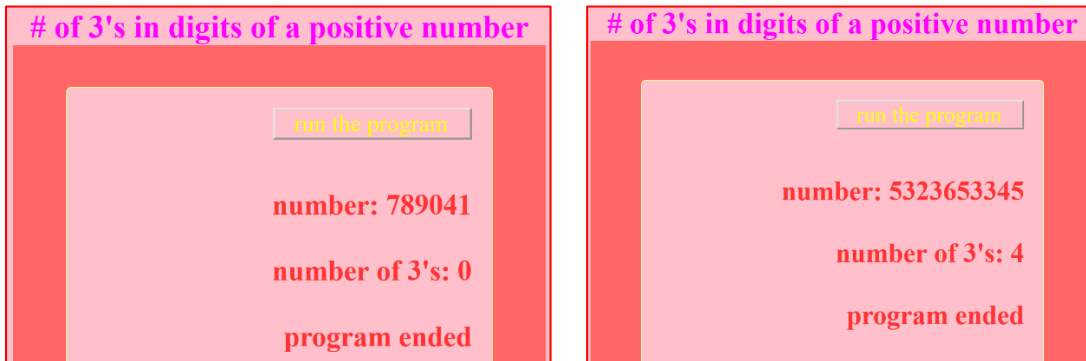 # of 3's in digits of a positive number
run the program
number: 789041
number of 3's: 0
program ended
# of 3's in digits of a positive number
run the program
number: 5323653345
number of 3's: 4
program ended